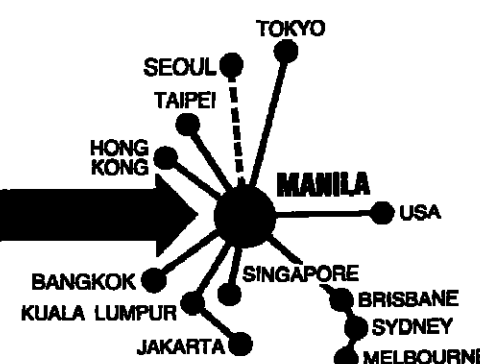 TOKYO
SEOUL
TAIPEI
HONG
KONG
MANILA
USA
SINGAPORE
BANGKOK
BRISBANE
KUALA LUMPUR
SYDNEY
JAKARTA
MELBOURNE